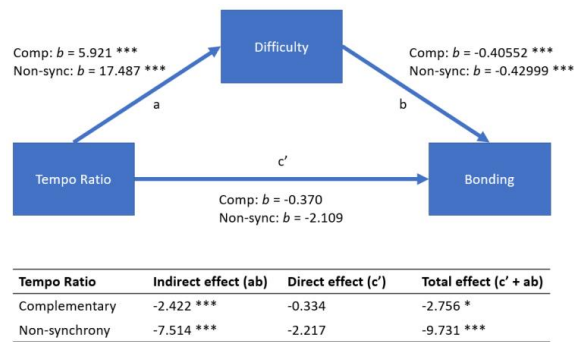 Difficulty
Comp: b = 5.921 ***
Non-sync: b = 17.487 ***
Comp: b = -0.40552 ***
Non-sync: b = -0.42999 ***
a
b
Tempo Ratio
c’
Bonding
Comp: b = -0.370
Non-sync: b = -2.109
Tempo Ratio Indirect effect (ab) Direct effect (c’) Total effect (c’ + ab)
Complementary -2.422 *** -0.334 -2.756 *
Non-synchrony -7.514 *** -2.217 -9.731 ***